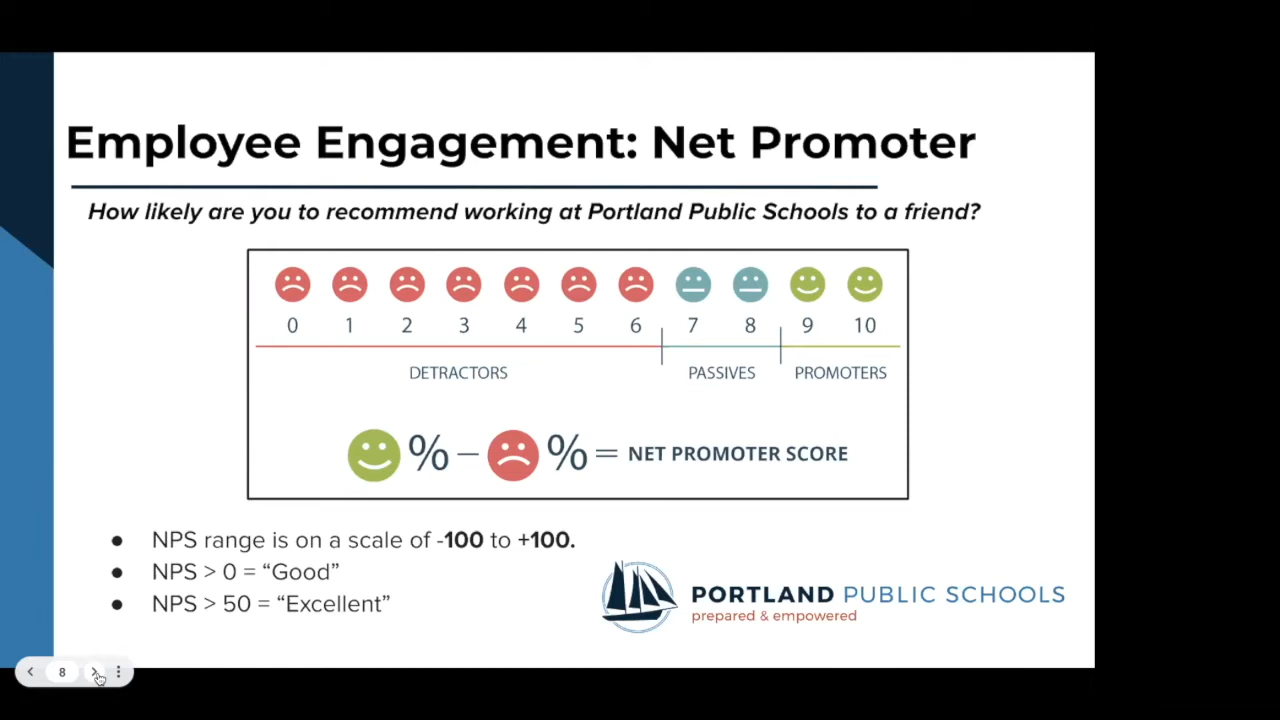 Employee Engagement: Net Promoter
How likely are you to recommend working at Portland Public Schools to a friend?
0 1 2 3 4 5 6 7 8 9 10
DETRACTORS PASSIVES PROMOTERS
% – % = NET PROMOTER SCORE
● NPS range is on a scale of -100 to +100.
● NPS > 0 = “Good”
● NPS > 50 = “Excellent”
PORTLAND PUBLIC SCHOOLS
prepared & empowered
8